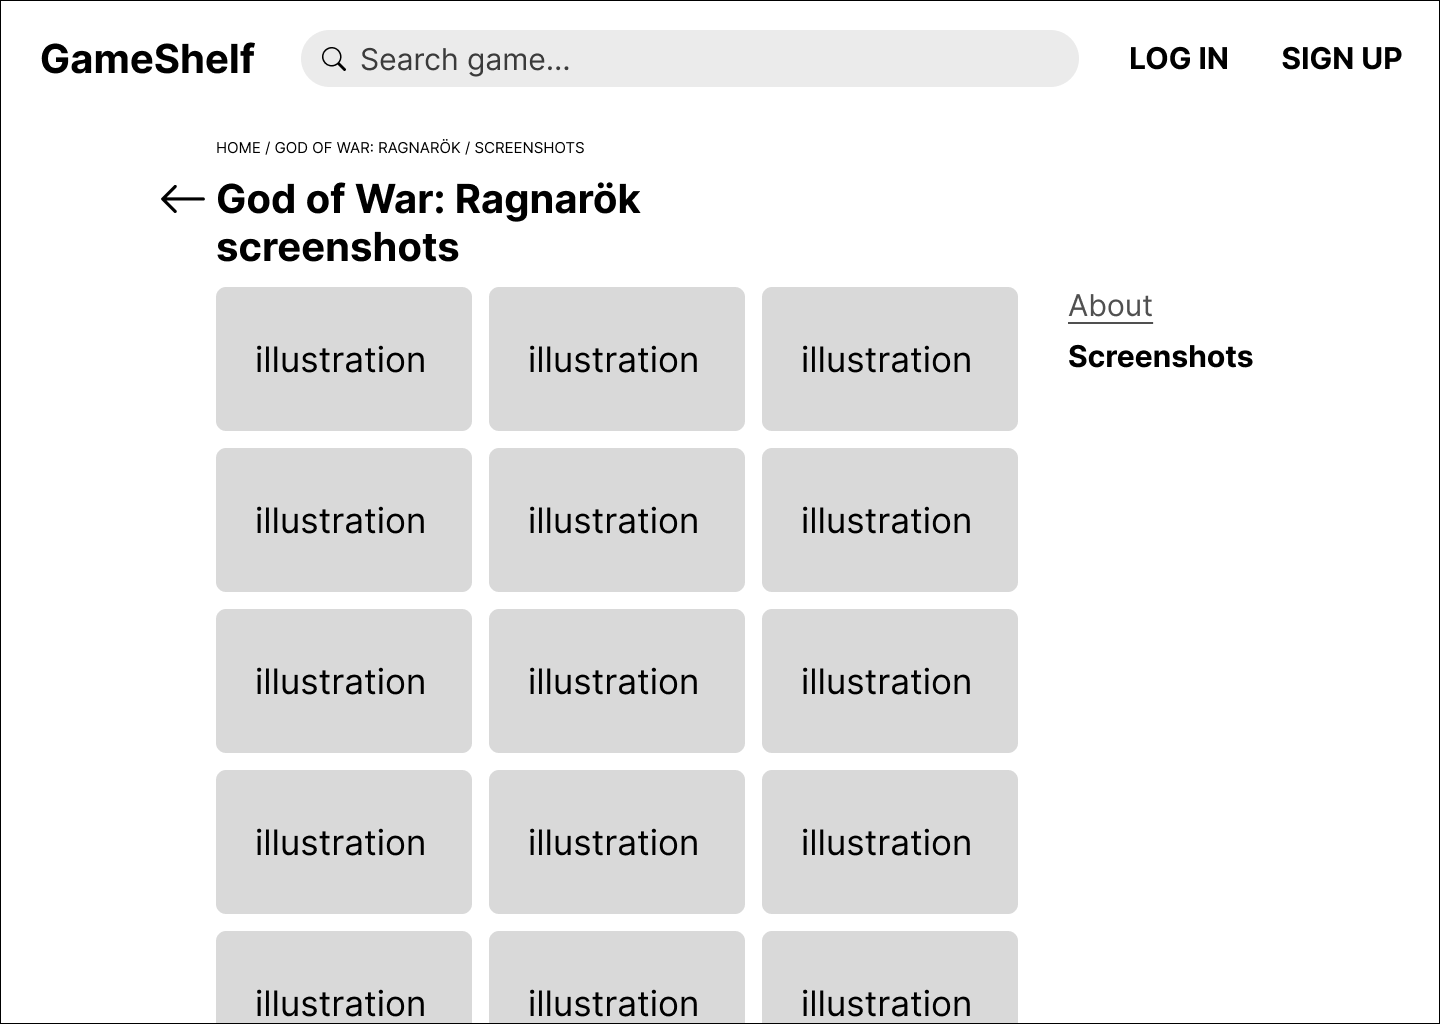 GameShelf
Search game...
LOG IN
SIGN UP
HOME / GOD OF WAR: RAGNARÖK / SCREENSHOTS
God of War: Ragnarök
screenshots
illustration illustration illustration
About
Screenshots
illustration illustration illustration
illustration illustration illustration
illustration illustration illustration
illustration illustration illustration